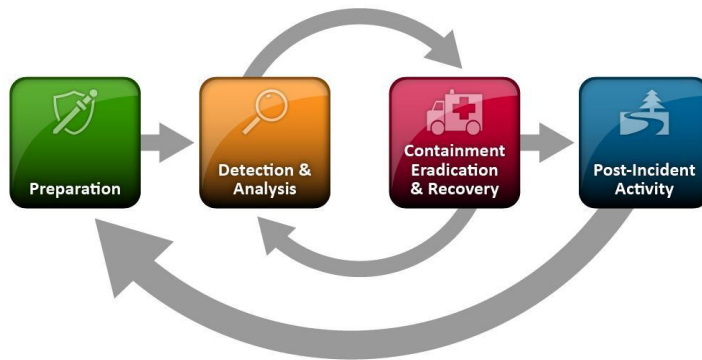 Preparation
Detection &
Analysis
Containment
Eradication
& Recovery
Post-Incident
Activity